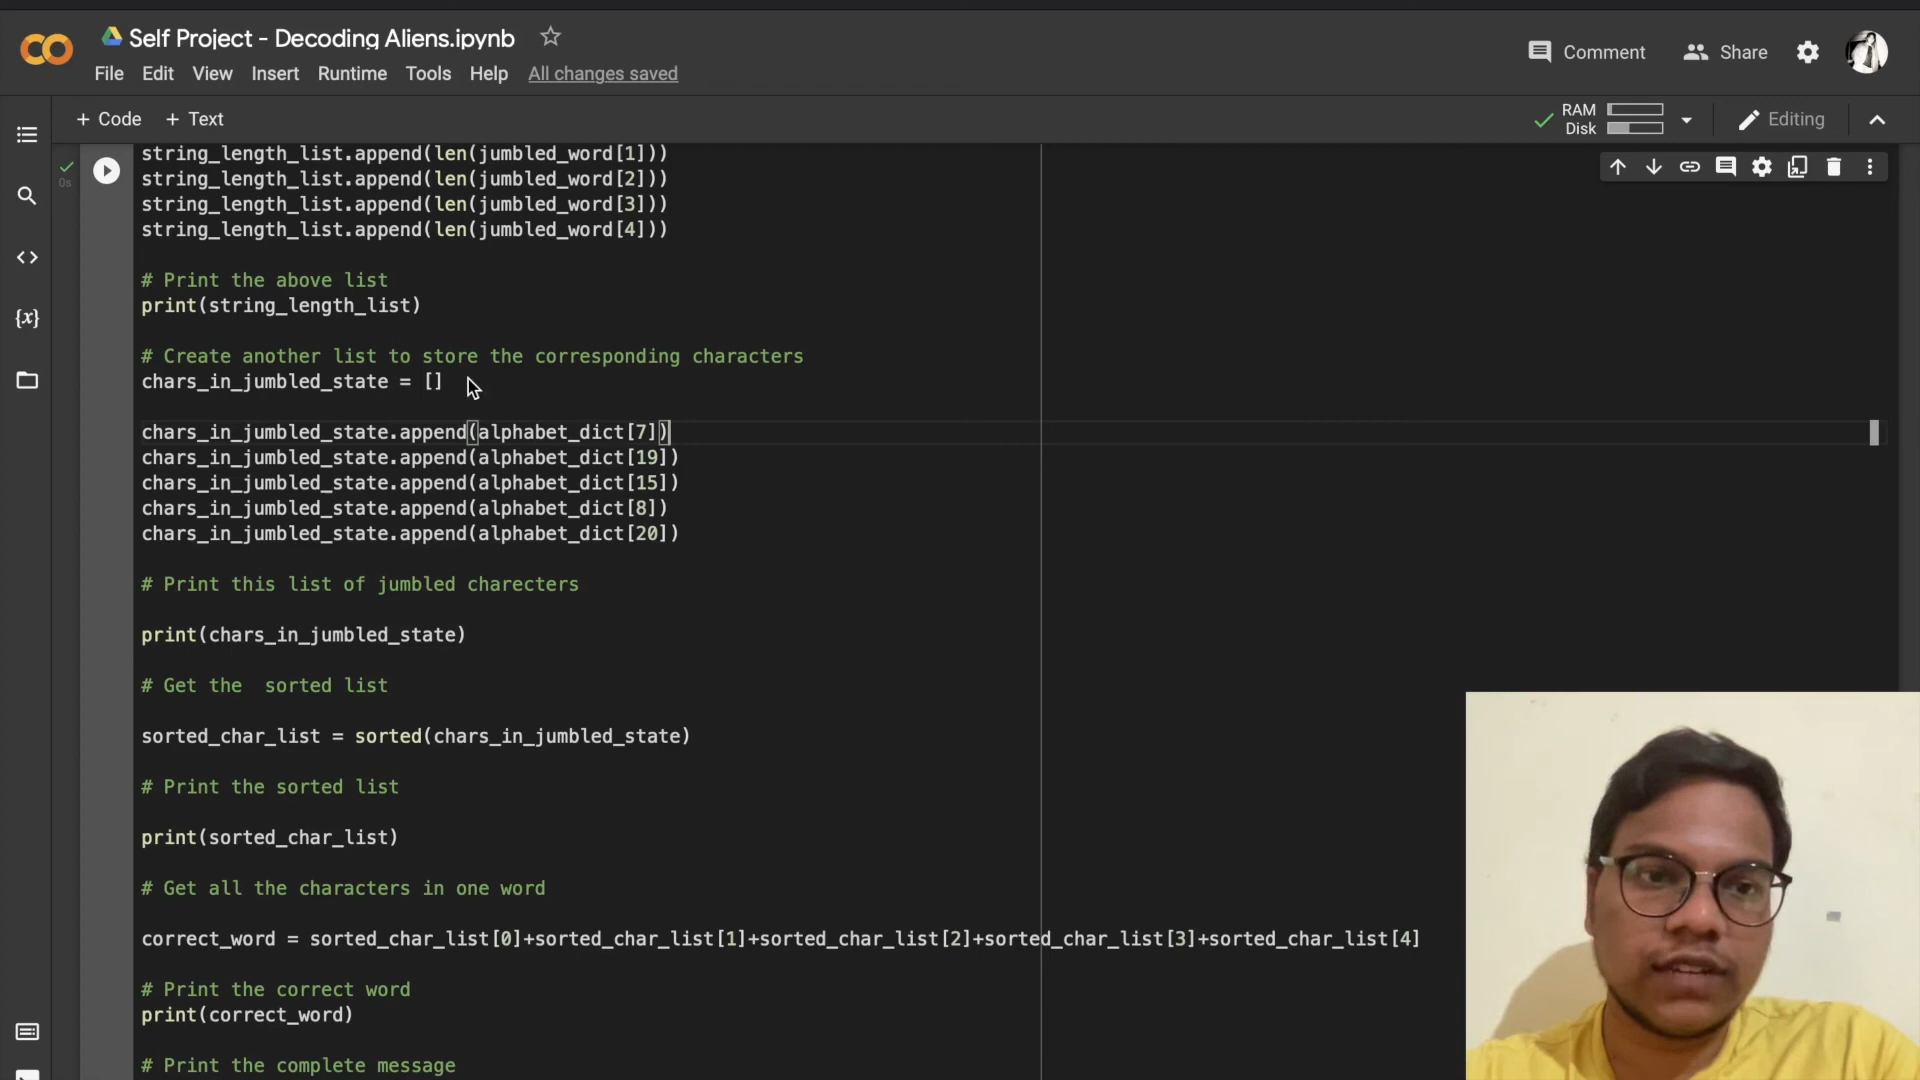 Self Project - Decoding Aliens.ipynb
File Edit View Insert Runtime Tools Help All changes saved
Comment Share
+ Code + Text
RAM
Disk
Editing
0s
string_length_list.append(len(jumbled_word[1]))
string_length_list.append(len(jumbled_word[2]))
string_length_list.append(len(jumbled_word[3]))
string_length_list.append(len(jumbled_word[4]))
# Print the above list
print(string_length_list)
# Create another list to store the corresponding characters
chars_in_jumbled_state = []
chars_in_jumbled_state.append(alphabet_dict[7])
chars_in_jumbled_state.append(alphabet_dict[19])
chars_in_jumbled_state.append(alphabet_dict[15])
chars_in_jumbled_state.append(alphabet_dict[8])
chars_in_jumbled_state.append(alphabet_dict[20])
# Print this list of jumbled charecters
print(chars_in_jumbled_state)
# Get the  sorted list
sorted_char_list = sorted(chars_in_jumbled_state)
# Print the sorted list
print(sorted_char_list)
# Get all the characters in one word
correct_word = sorted_char_list[0]+sorted_char_list[1]+sorted_char_list[2]+sorted_char_list[3]+sorted_char_list[4]
# Print the correct word
print(correct_word)
# Print the complete message